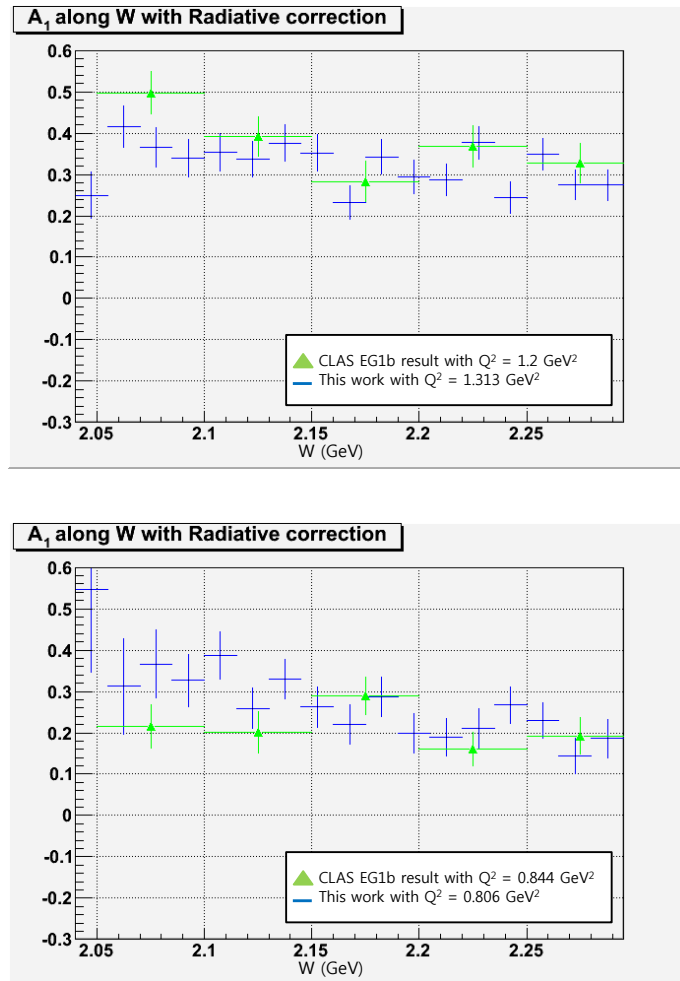 A₁ along W with Radiative correction
0.6
0.5
0.4
0.3
0.2
0.1
0
-0.1
-0.2
-0.3
CLAS EG1b result with Q² = 1.2 GeV²
This work with Q² = 1.313 GeV²
2.05 2.1 2.15 2.2 2.25
W (GeV)
A₁ along W with Radiative correction
0.6
0.5
0.4
0.3
0.2
0.1
0
-0.1
-0.2
-0.3
CLAS EG1b result with Q² = 0.844 GeV²
This work with Q² = 0.806 GeV²
2.05 2.1 2.15 2.2 2.25
W (GeV)